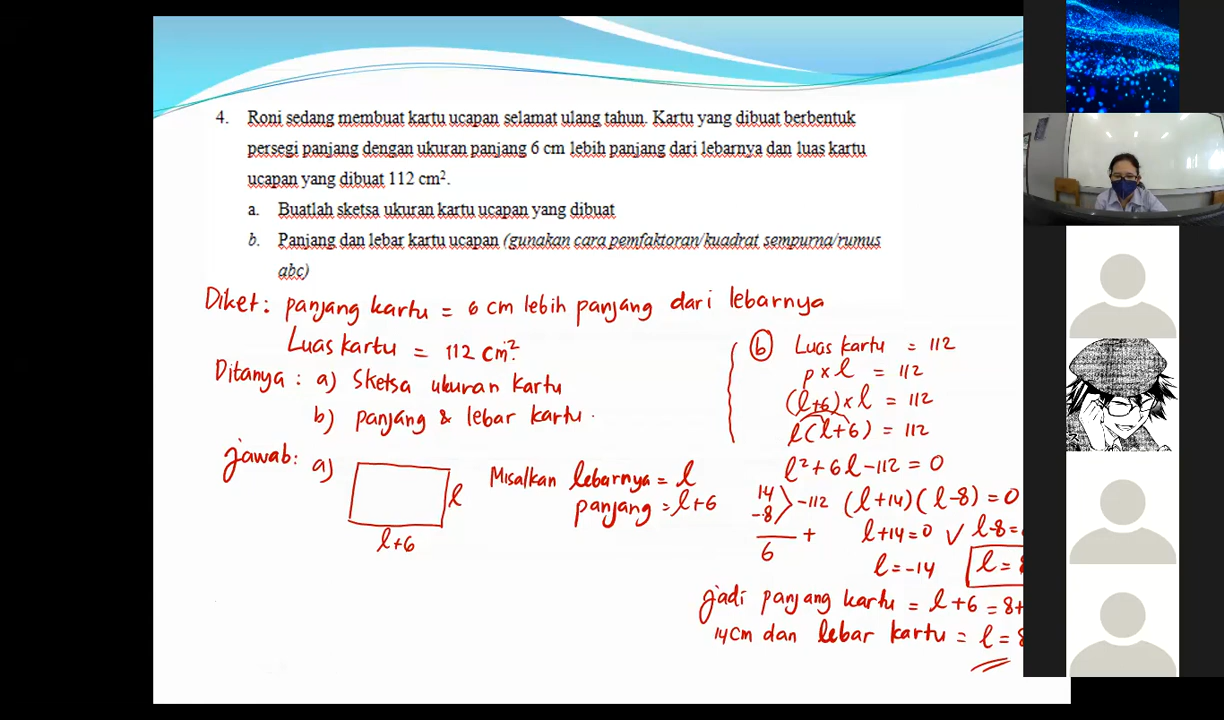 4. Roni sedang membuat kartu ucapan selamat ulang tahun. Kartu yang dibuat berbentuk
persegi panjang dengan ukuran panjang 6 cm lebih panjang dari lebarnya dan luas kartu
ucapan yang dibuat 112 cm².
a. Buatlah sketsa ukuran kartu ucapan yang dibuat
b. Panjang dan lebar kartu ucapan (gunakan cara pemfaktoran/kuadrat sempurna/rumus
abc)
Diket: panjang kartu = 6 cm lebih panjang dari lebarnya
Luas kartu = 112 cm².
Ditanya: a) Sketsa ukuran kartu
b) panjang & lebar kartu.
Jawab: a)
l
l+6
Misalkan lebarnya = l
panjang = l+6
b Luas kartu = 112
p x l = 112
(l+6) x l = 112
l(l+6) = 112
l²+6l-112 = 0
14
-8
-112
+
6
(l+14)(l-8) = 0
l+14=0 ∨ l-8=
l=-14
l = 8
jadi panjang kartu = l+6 = 8+
14cm dan lebar kartu = l = 8